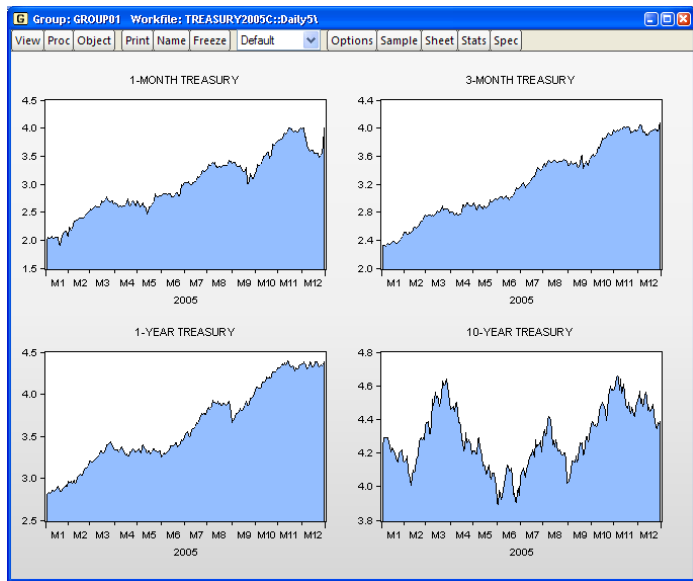 G Group: GROUP01 Workfile: TREASURY2005C::Daily5\
View Proc Object Print Name Freeze Default Options Sample Sheet Stats Spec
1-MONTH TREASURY
4.5
4.0
3.5
3.0
2.5
2.0
1.5
M1 M2 M3 M4 M5 M6 M7 M8 M9 M10 M11 M12
2005
3-MONTH TREASURY
4.4
4.0
3.6
3.2
2.8
2.4
2.0
M1 M2 M3 M4 M5 M6 M7 M8 M9 M10 M11 M12
2005
1-YEAR TREASURY
4.5
4.0
3.5
3.0
2.5
M1 M2 M3 M4 M5 M6 M7 M8 M9 M10 M11 M12
2005
10-YEAR TREASURY
4.8
4.6
4.4
4.2
4.0
3.8
M1 M2 M3 M4 M5 M6 M7 M8 M9 M10 M11 M12
2005